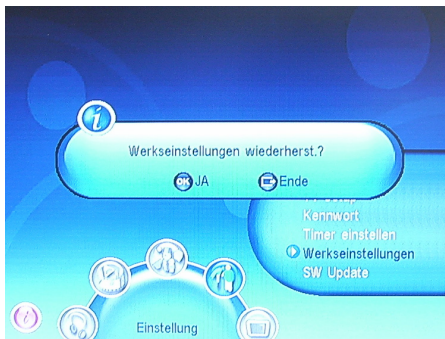 Werkseinstellungen wiederherst.?
OK JA
Ende
Kennwort
Timer einstellen
Werkseinstellungen
SW Update
Einstellung